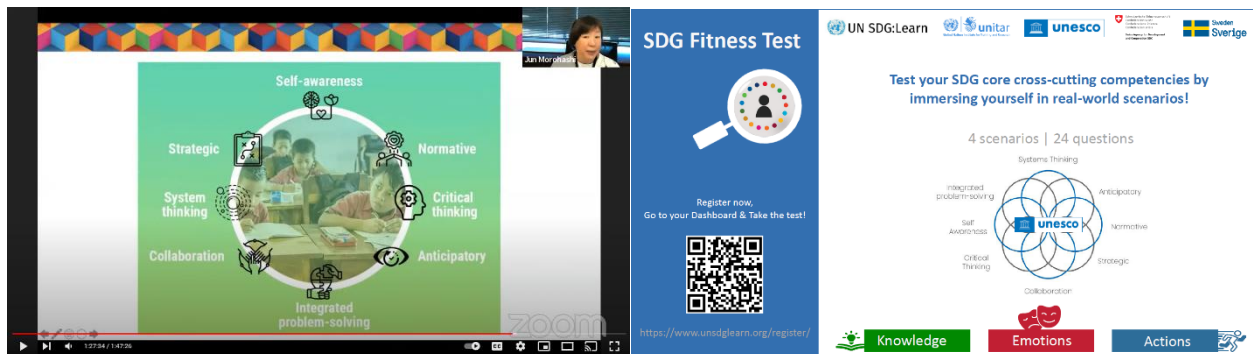 Jun Morohashi
Self-awareness
Strategic
Normative
System
thinking
Critical
thinking
Collaboration
Anticipatory
Integrated
problem-solving
zoom
1:27:34 / 1:47:26
CC
SDG Fitness Test
Register now,
Go to your Dashboard & Take the test!
https://www.unsdglearn.org/register/
UN SDG:Learn
unitar
unesco
Sweden
Sverige
Test your SDG core cross-cutting competencies by
immersing yourself in real-world scenarios!
4 scenarios | 24 questions
Systems Thinking
Integrated
problem-solving
Anticipatory
Self
Awareness
unesco
Normative
Critical
Thinking
Strategic
Collaboration
Knowledge
Emotions
Actions